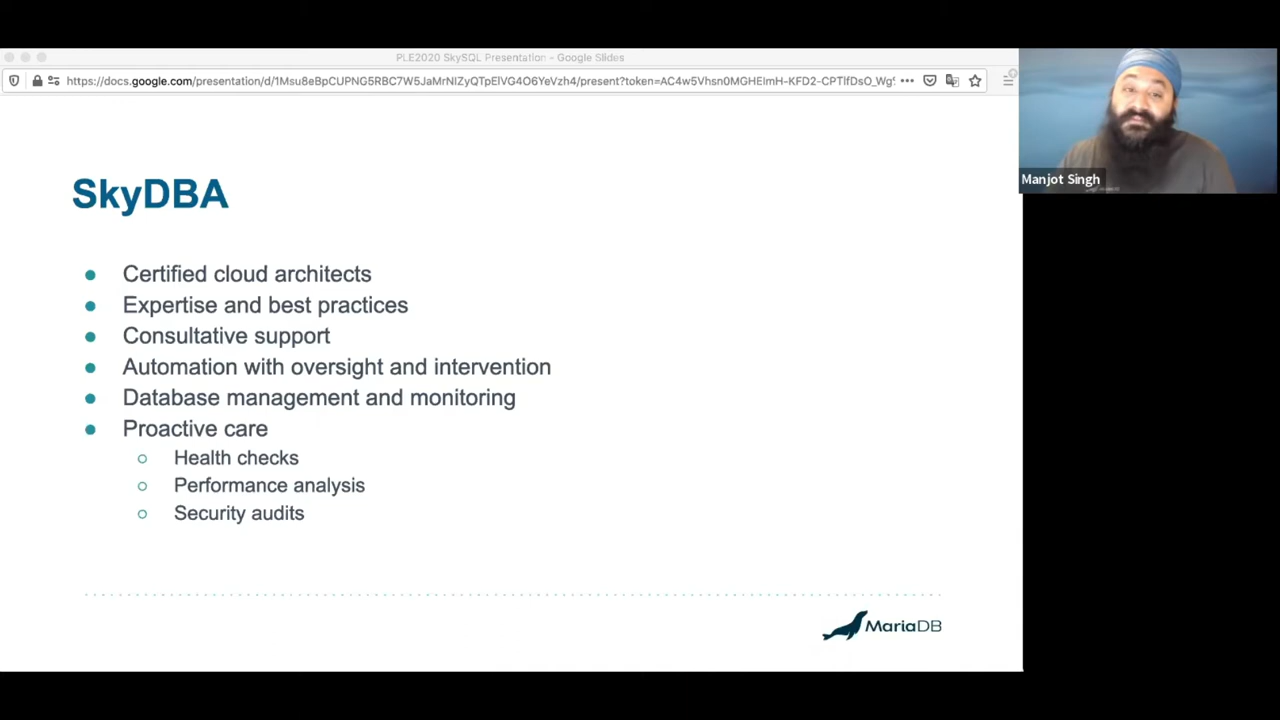 PLE2020 SkySQL Presentation - Google Slides
SkyDBA
Certified cloud architects
Expertise and best practices
Consultative support
Automation with oversight and intervention
Database management and monitoring
Proactive care
Health checks
Performance analysis
Security audits
MariaDB
Manjot Singh